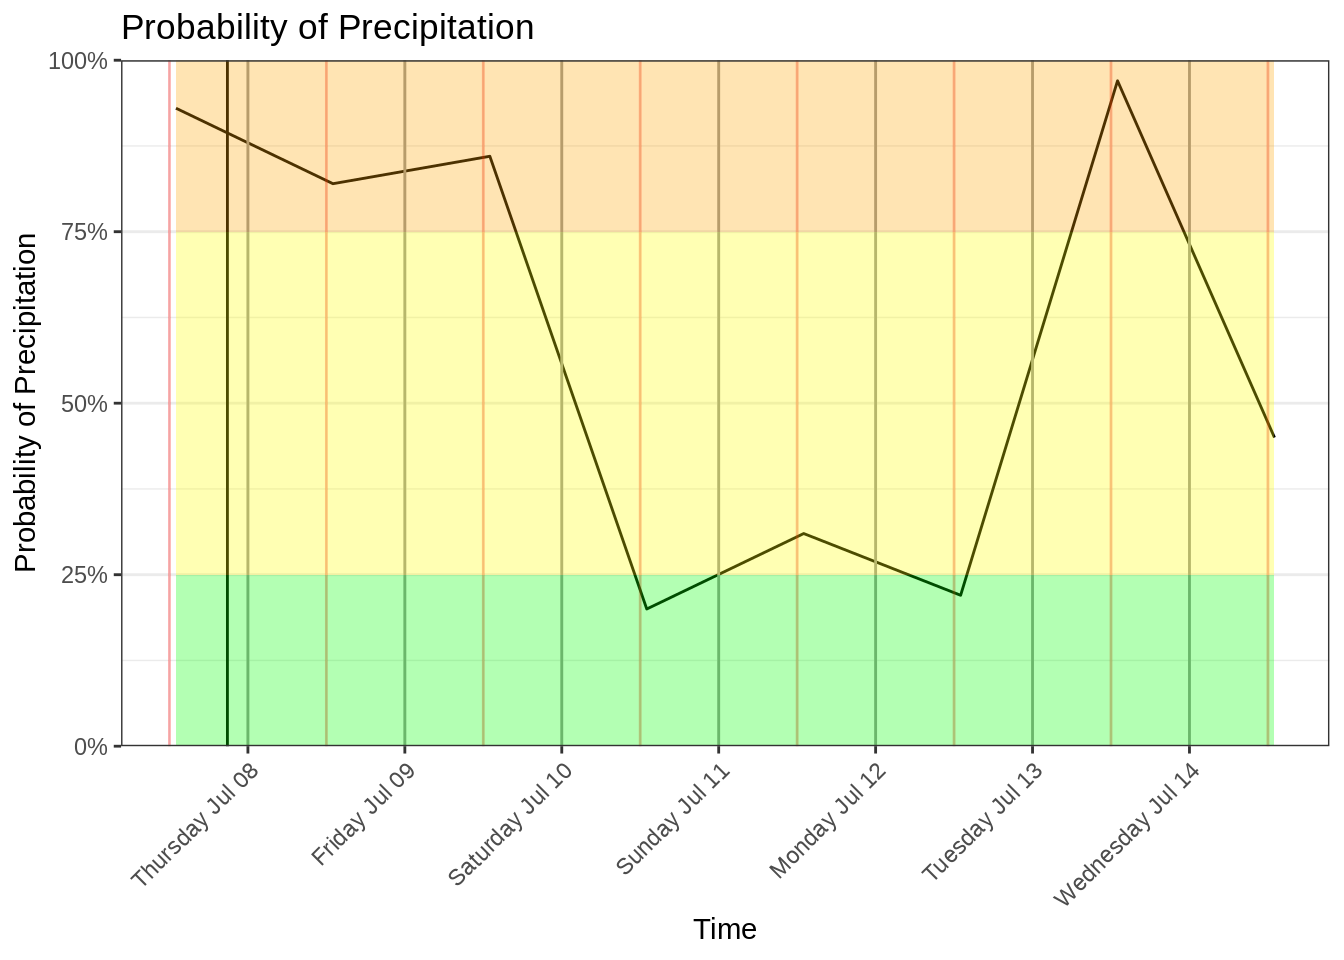 Probability of Precipitation
Probability of Precipitation
100%
75%
50%
25%
0%
Thursday Jul 08
Friday Jul 09
Saturday Jul 10
Sunday Jul 11
Monday Jul 12
Tuesday Jul 13
Wednesday Jul 14
Time